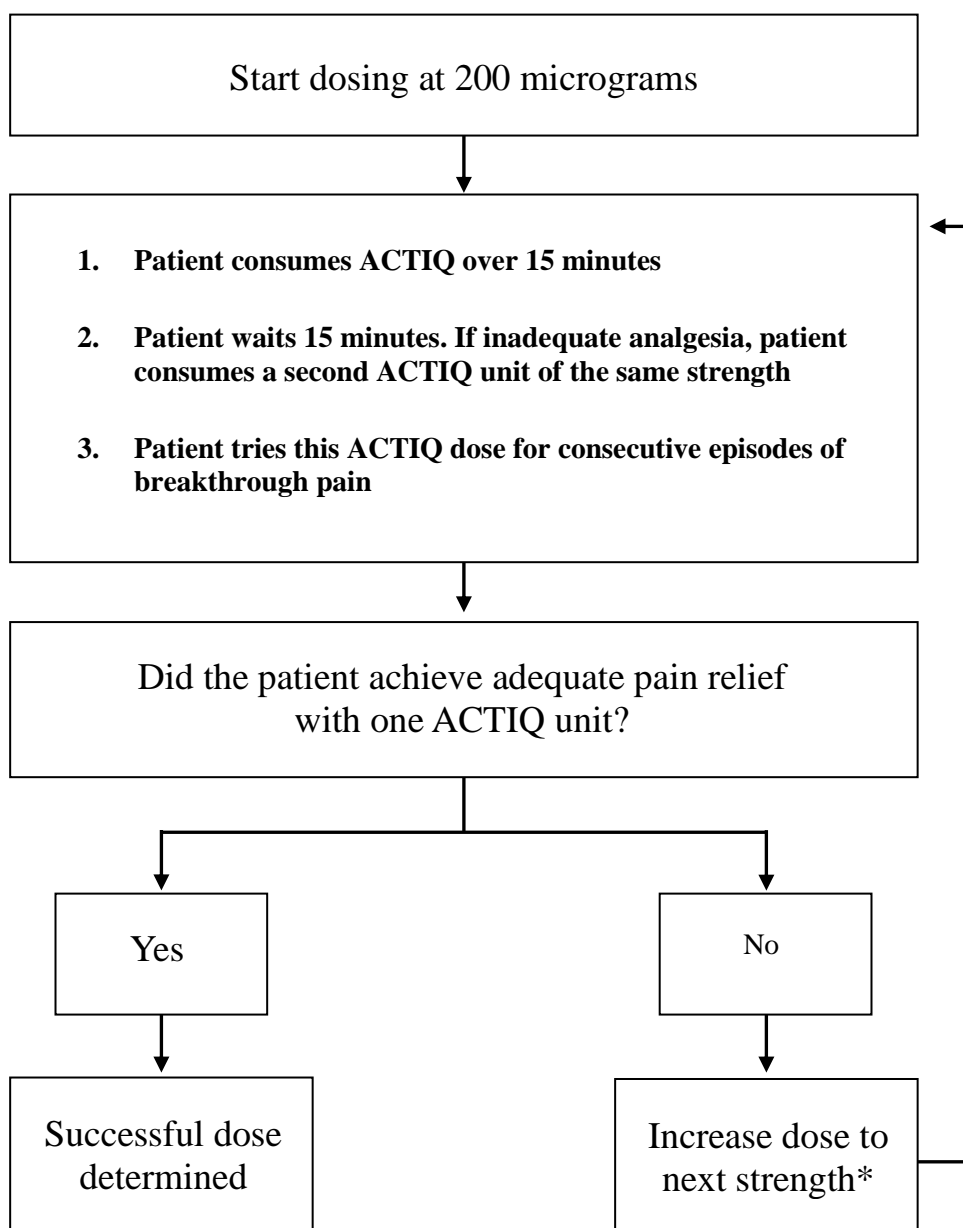 Start dosing at 200 micrograms
1. Patient consumes ACTIQ over 15 minutes
2. Patient waits 15 minutes. If inadequate analgesia, patient
consumes a second ACTIQ unit of the same strength
3. Patient tries this ACTIQ dose for consecutive episodes of
breakthrough pain
Did the patient achieve adequate pain relief
with one ACTIQ unit?
Yes
No
Successful dose
determined
Increase dose to
next strength*